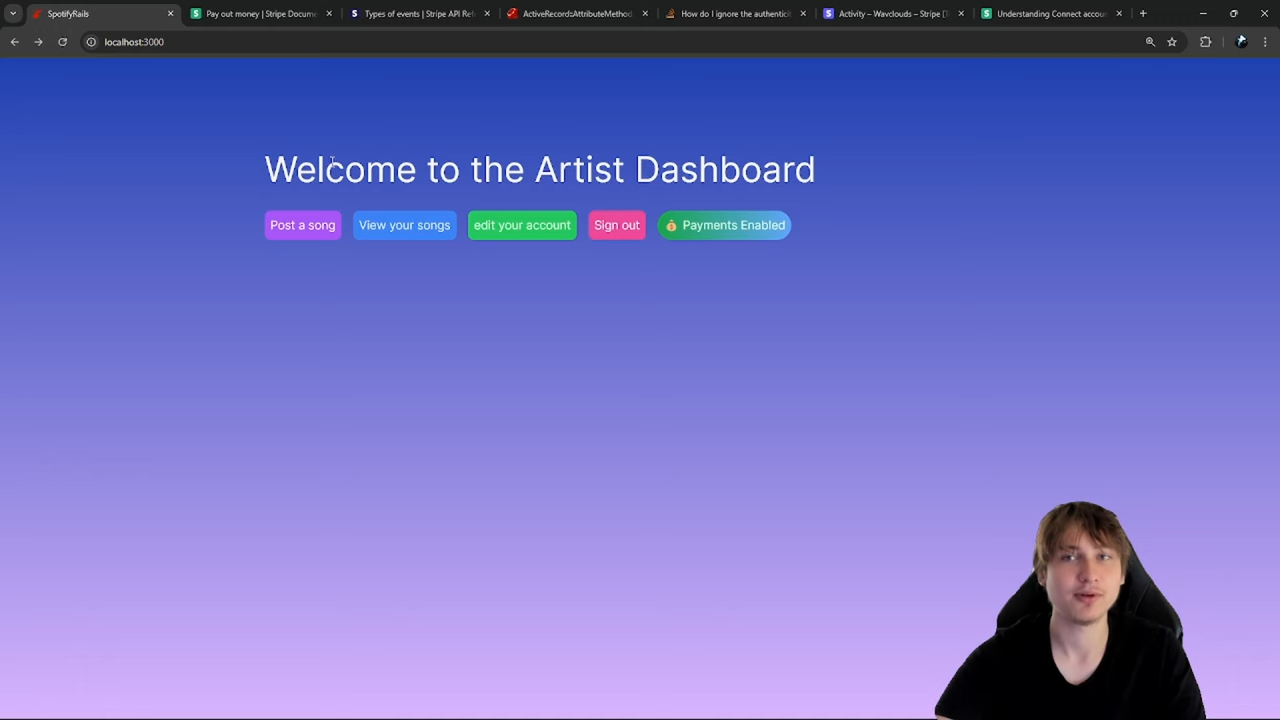 SpotifyRails
Pay out money | Stripe Docume
Types of events | Stripe API R
ActiveRecord::AttributeMethod
How do I ignore the authentici
Activity – Wavclouds – Stripe [T
Understanding Connect accou
localhost:3000
Welcome to the Artist Dashboard
Post a song
View your songs
edit your account
Sign out
💰 Payments Enabled